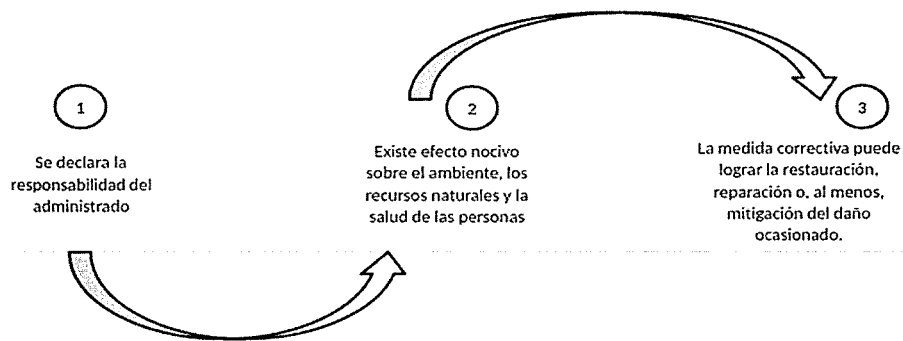 1
Se declara la
responsabilidad del
administrado
2
Existe efecto nocivo
sobre el ambiente, los
recursos naturales y la
salud de las personas
3
La medida correctiva puede
lograr la restauración,
reparación o, al menos,
mitigación del daño
ocasionado.